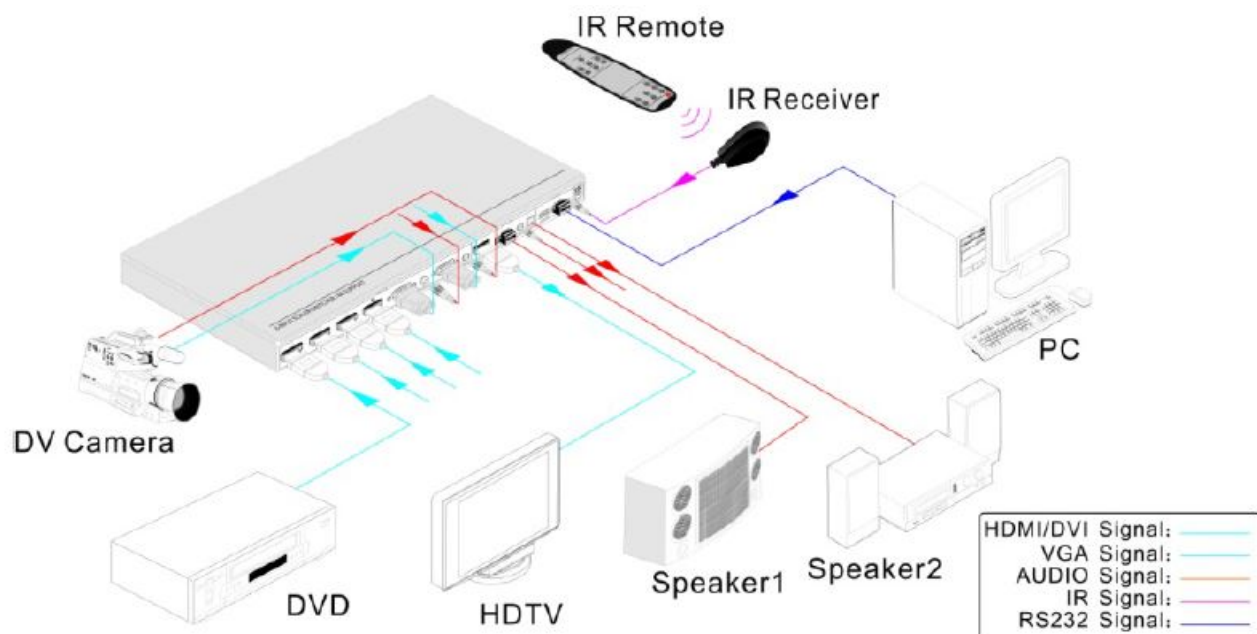 IR Remote
IR Receiver
PC
DV Camera
DVD
HDTV
Speaker1
Speaker2
HDMI/DVI Signal:
VGA Signal:
AUDIO Signal:
IR Signal:
RS232 Signal: